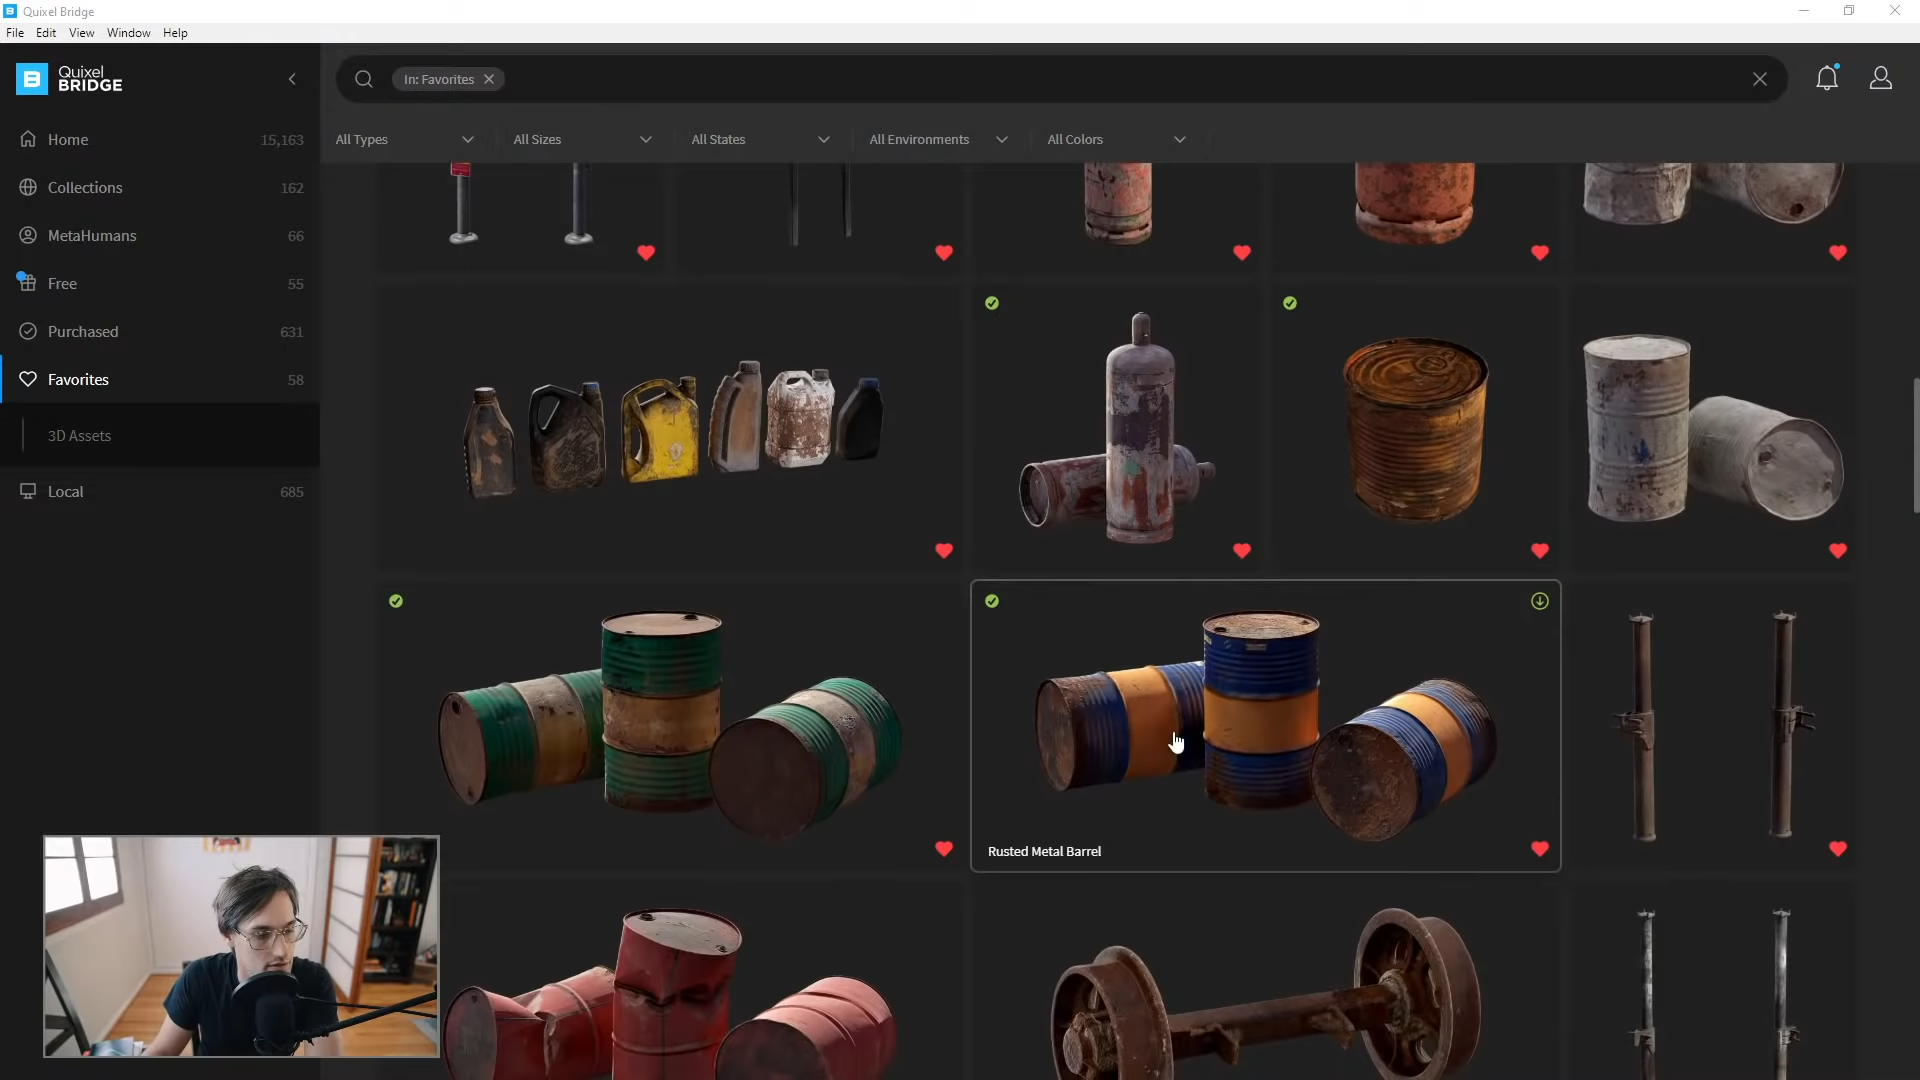 Quixel Bridge
File Edit View Window Help
Quixel
BRIDGE
In: Favorites
All Types
All Sizes
All States
All Environments
All Colors
Home 15,163
Collections 162
MetaHumans 66
Free 55
Purchased 631
Favorites 58
3D Assets
Local 685
Rusted Metal Barrel